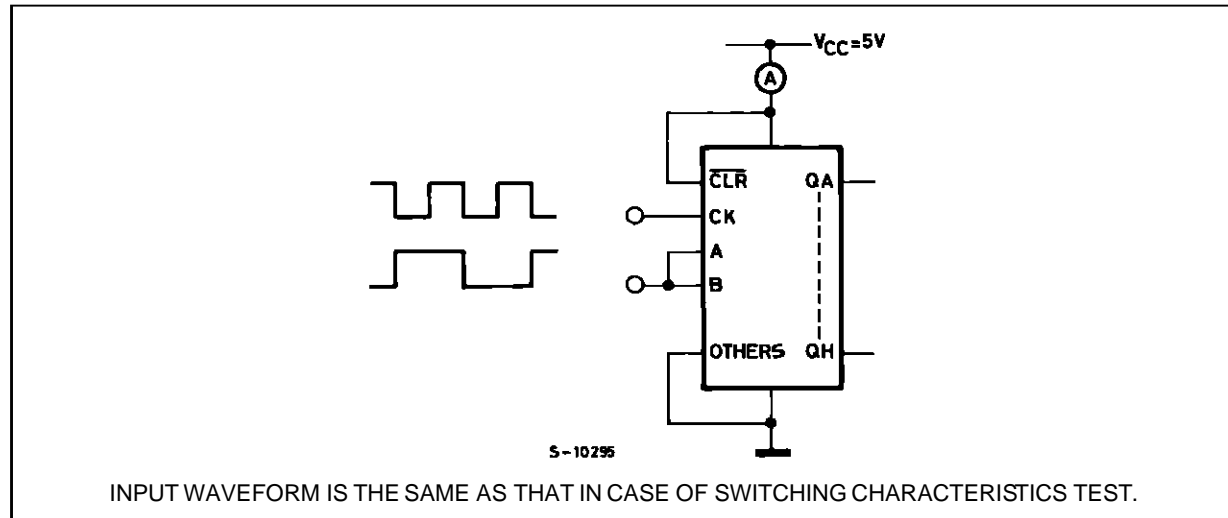 VCC=5V
A
CLR QA
CK
A
B
OTHERS QH
S-10295
INPUT WAVEFORM IS THE SAME AS THAT IN CASE OF SWITCHING CHARACTERISTICS TEST.